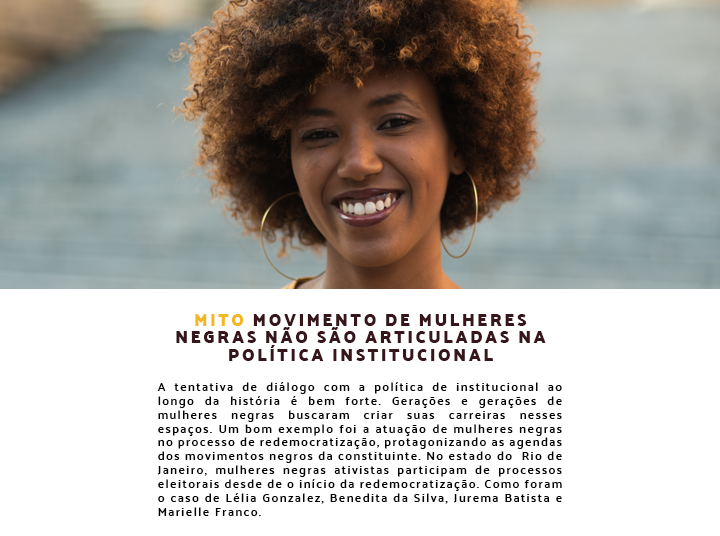 MITO MOVIMENTO DE MULHERES
NEGRAS NÃO SÃO ARTICULADAS NA
POLÍTICA INSTITUCIONAL
A tentativa de diálogo com a política de institucional ao
longo da história é bem forte. Gerações e gerações de
mulheres negras buscaram criar suas carreiras nesses
espaços. Um bom exemplo foi a atuação de mulheres negras
no processo de redemocratização, protagonizando as agendas
dos movimentos negros da constituinte. No estado do Rio de
Janeiro, mulheres negras ativistas participam de processos
eleitorais desde de o início da redemocratização. Como foram
o caso de Lélia Gonzalez, Benedita da Silva, Jurema Batista e
Marielle Franco.